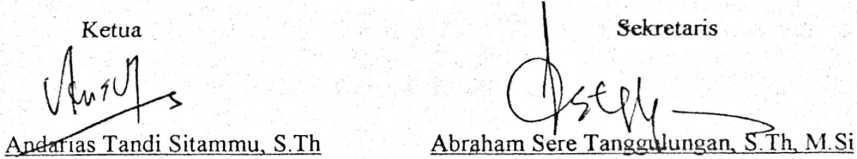 Ketua Sekretaris
Andarias Tandi Sitammu, S.Th Abraham Sere Tanggulungan, S.Th, M.Si